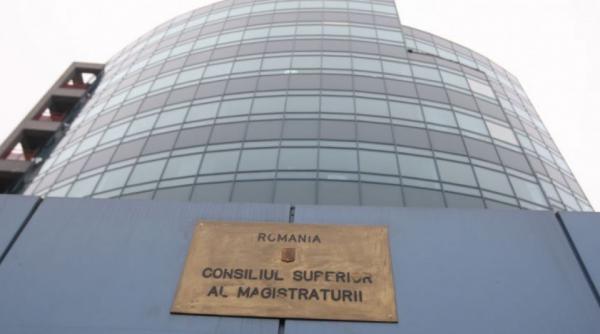 ROMANIA
CONSILIUL SUPERIOR
AL MAGISTRATURII